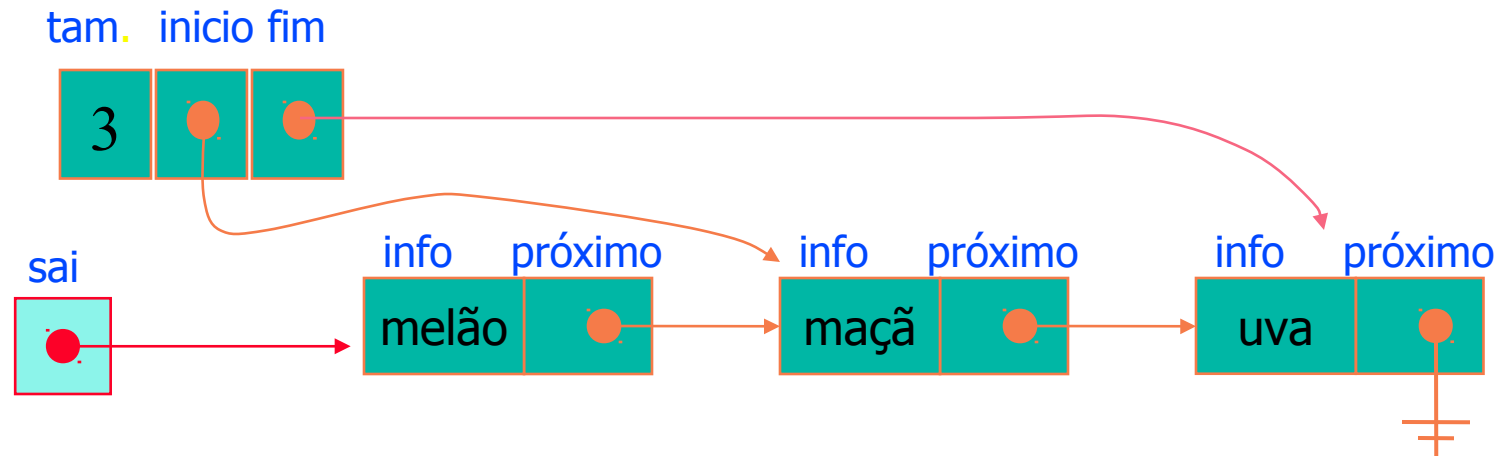 tam. inicio fim
3
sai
info próximo info próximo info próximo
melão maçã uva